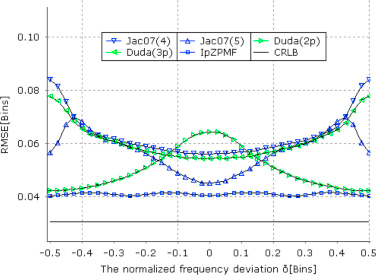 0.10
0.08
0.06
0.04
RMSE[Bins]
Jac07(4) Jac07(5) Duda(2p)
Duda(3p) IpZPMF CRLB
-0.5 -0.4 -0.3 -0.2 -0.1 0 0.1 0.2 0.3 0.4 0.5
The normalized frequency deviation δ[Bins]